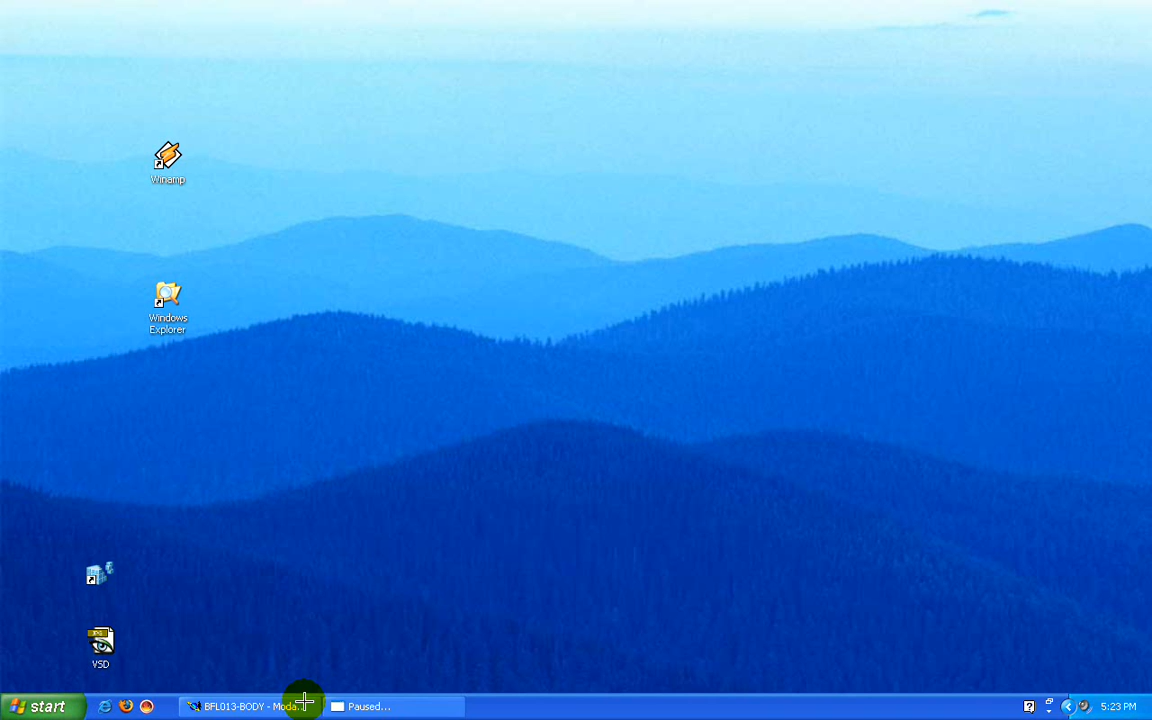 Winamp
Windows
Explorer
VSD
start
BFL013-BODY - Moda...
Paused...
5:23 PM